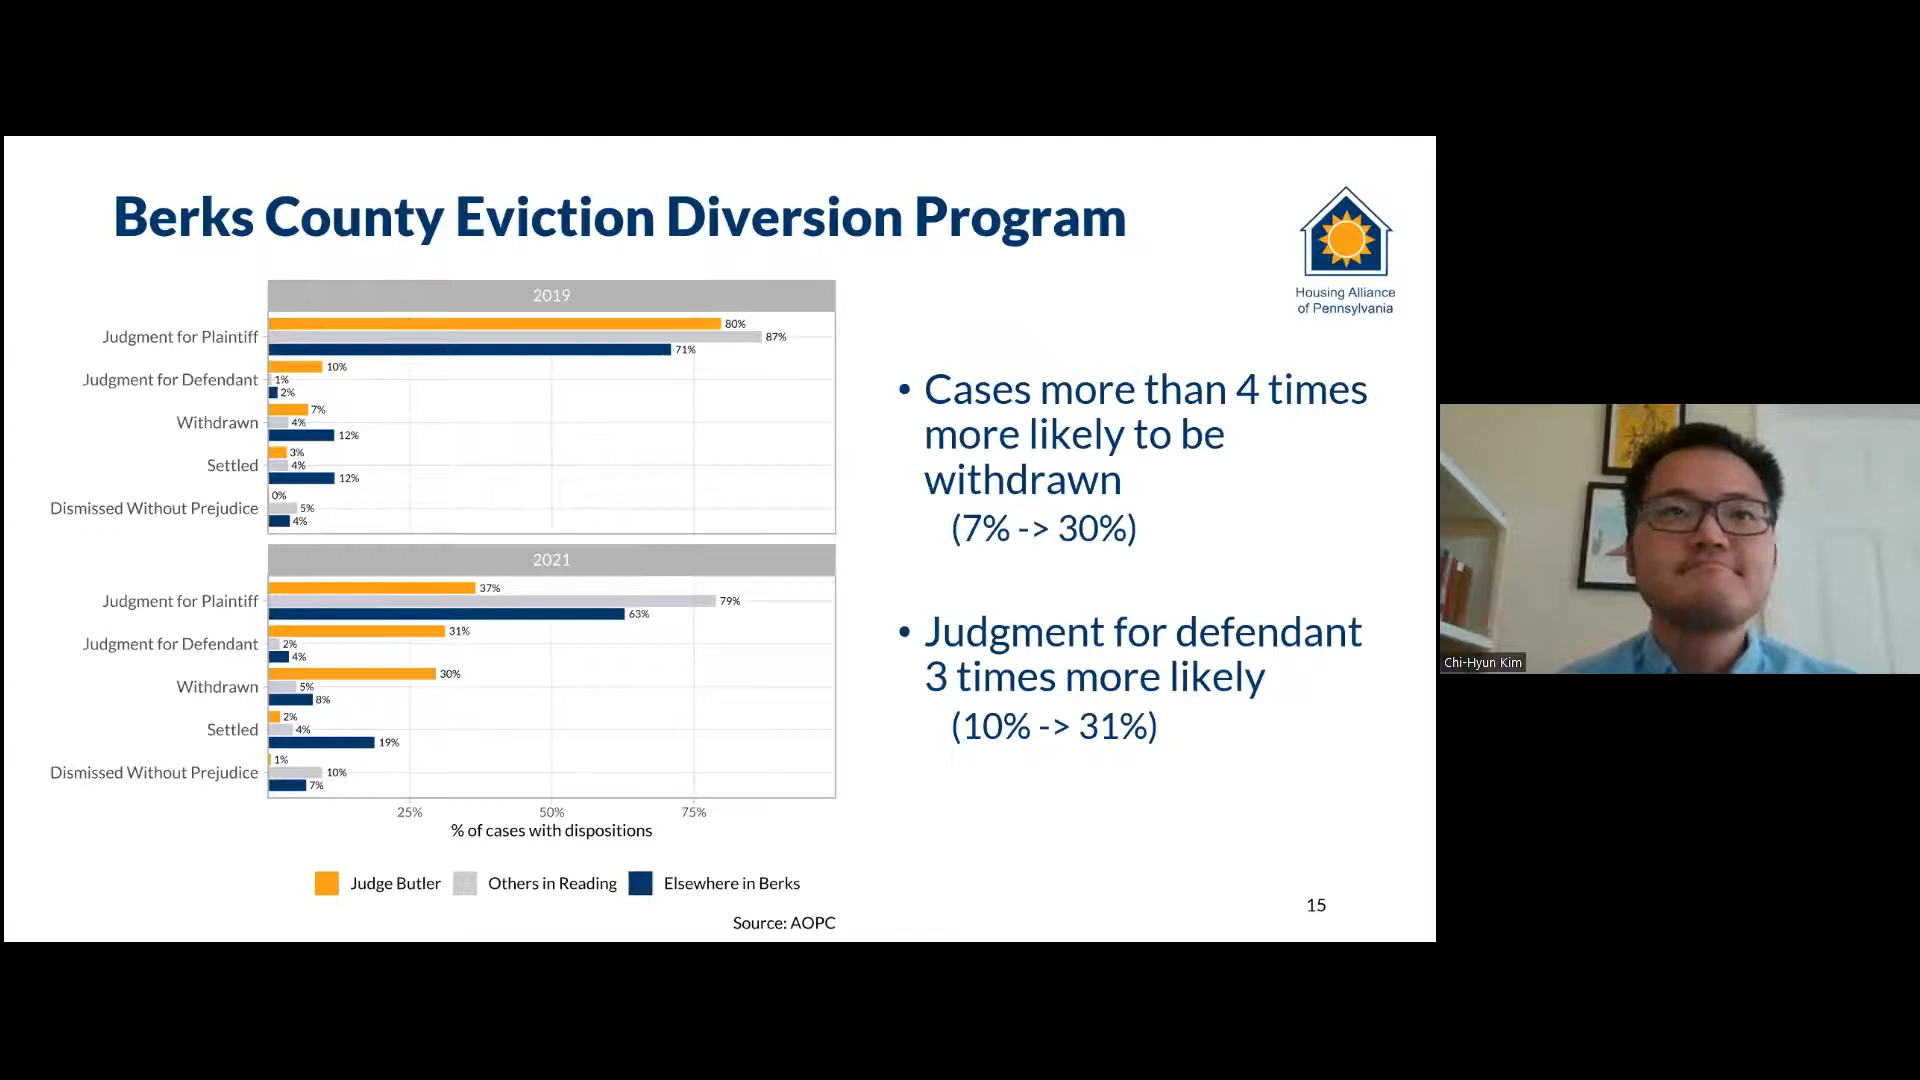 Berks County Eviction Diversion Program
Housing Alliance
of Pennsylvania
2019
Judgment for Plaintiff
80%
87%
71%
Judgment for Defendant
10%
1%
2%
Withdrawn
7%
4%
12%
Settled
3%
4%
12%
Dismissed Without Prejudice
0%
5%
4%
2021
Judgment for Plaintiff
37%
79%
63%
Judgment for Defendant
31%
2%
4%
Withdrawn
30%
5%
8%
Settled
2%
4%
19%
Dismissed Without Prejudice
1%
10%
7%
25% 50% 75%
% of cases with dispositions
Judge Butler Others in Reading Elsewhere in Berks
Source: AOPC
• Cases more than 4 times
more likely to be
withdrawn
(7% -> 30%)
• Judgment for defendant
3 times more likely
(10% -> 31%)
15
Chi-Hyun Kim